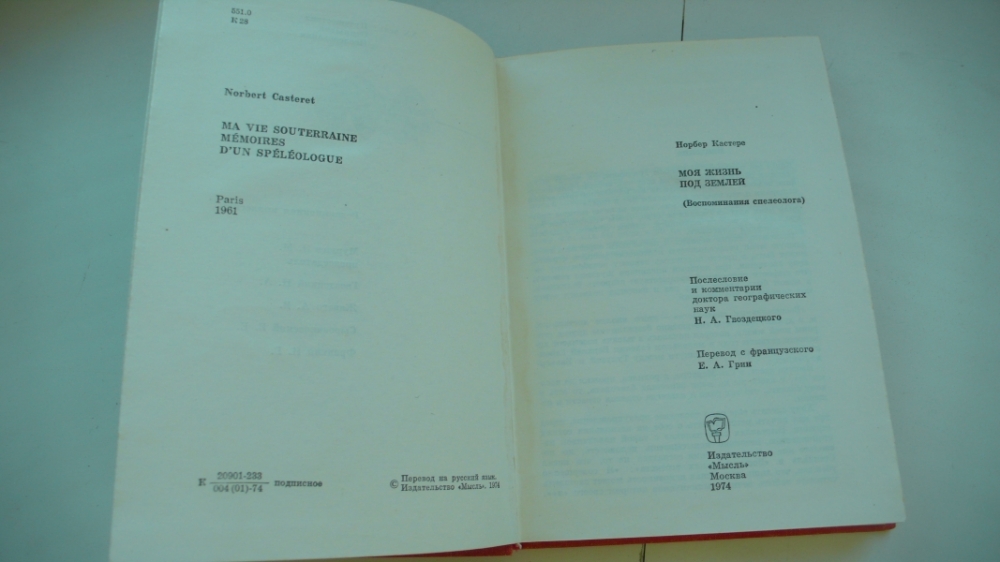 551.0
К 28
Norbert Casteret
MA VIE SOUTERRAINE
MÉMOIRES
D'UN SPÉLÉOLOGUE
Paris
1961
К 20901-233
004(01)-74 подписное
© Перевод на русский язык.
Издательство «Мысль». 1974
Норбер Кастере
МОЯ ЖИЗНЬ
ПОД ЗЕМЛЕЙ
(Воспоминания спелеолога)
Послесловие
и комментарии
доктора географических
наук
Н. А. Гвоздецкого
Перевод с французского
Е. А. Грин
Издательство
«Мысль»
Москва
1974